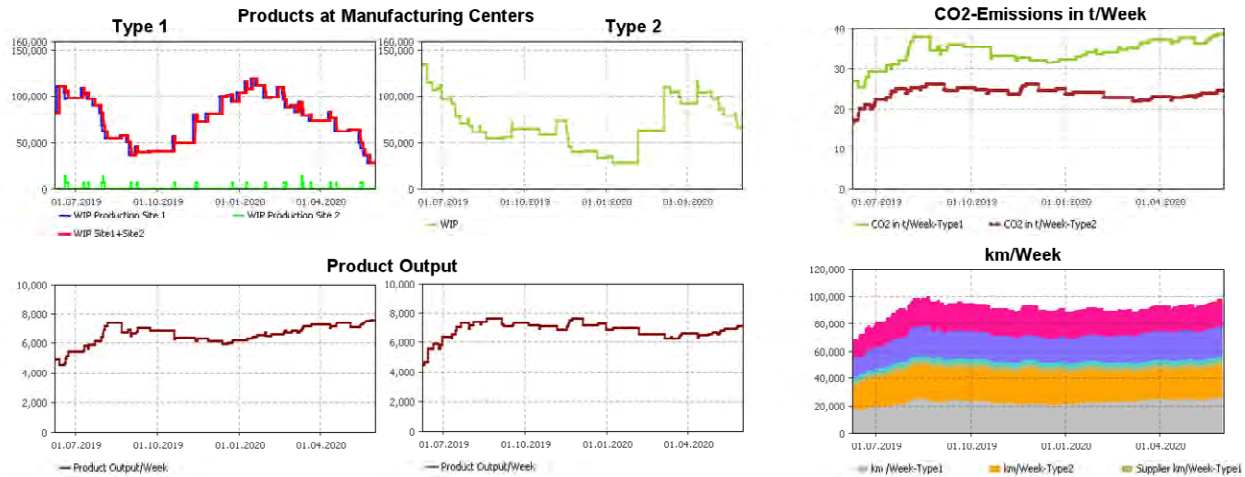 Products at Manufacturing Centers
Type 1
Type 2
160,000
150,000
100,000
50,000
0
01.07.2019 01.10.2019 01.01.2020 01.04.2020
WIP Production Site 1 WIP Production Site 2
WIP Site1+Site2
160,000
150,000
100,000
50,000
0
01.07.2019 01.10.2019 01.01.2020 01.04.2020
WIP
CO2-Emissions in t/Week
40
30
20
10
0
01.07.2019 01.10.2019 01.01.2020 01.04.2020
CO2 in t/Week-Type1 CO2 in t/Week-Type2
Product Output
10,000
8,000
6,000
4,000
2,000
0
01.07.2019 01.10.2019 01.01.2020 01.04.2020
Product Output/Week
10,000
8,000
6,000
4,000
2,000
0
01.07.2019 01.10.2019 01.01.2020 01.04.2020
Product Output/Week
km/Week
120,000
100,000
80,000
60,000
40,000
20,000
0
01.07.2019 01.10.2019 01.01.2020 01.04.2020
km/Week-Type1 km/Week-Type2 Supplier km/Week-Type1